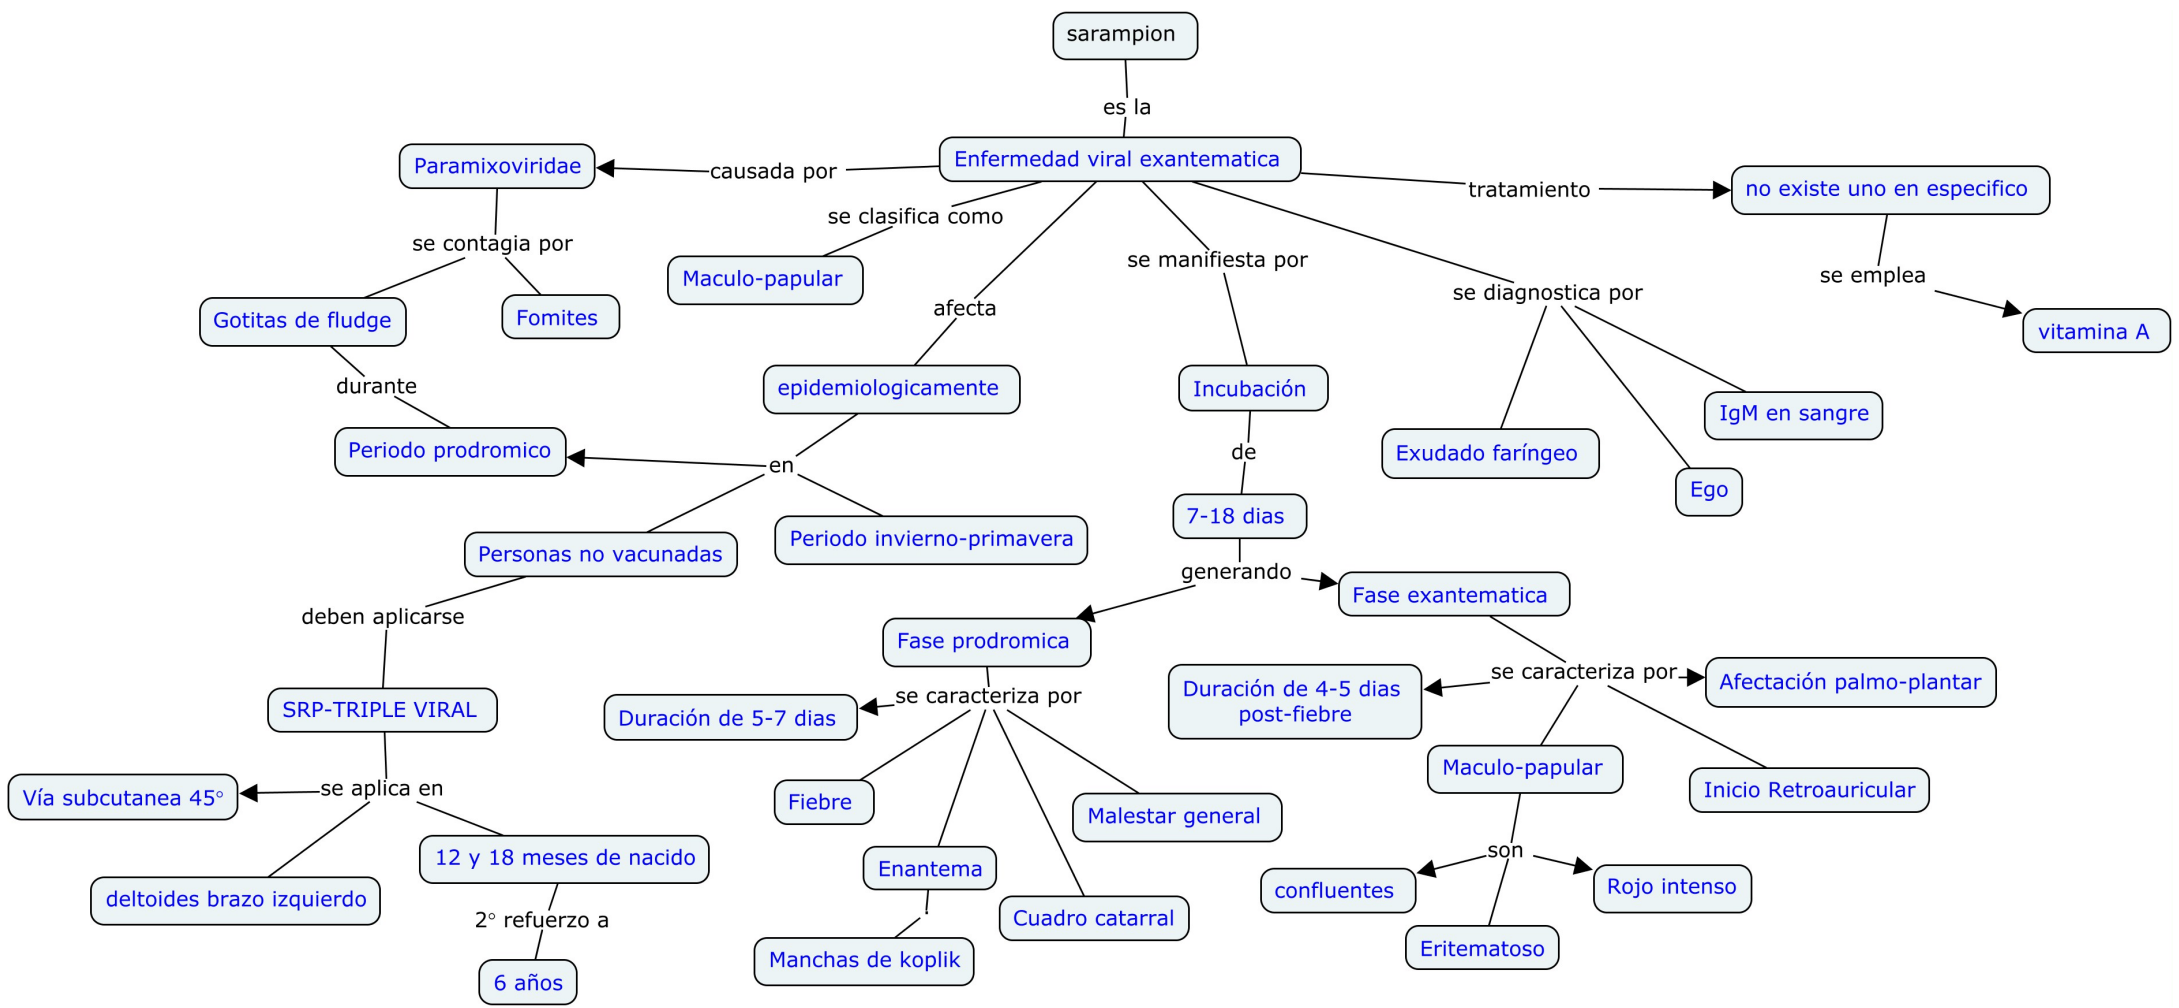 sarampion
es la
Enfermedad viral exantematica
Paramixoviridae
causada por
tratamiento
no existe uno en especifico
se clasifica como
se contagia por
se manifiesta por
Maculo-papular
se emplea
se diagnostica por
afecta
Gotitas de fludge
Fomites
vitamina A
durante
epidemiologicamente
Incubación
IgM en sangre
Periodo prodromico
en
de
Exudado faríngeo
Ego
7-18 dias
Periodo invierno-primavera
Personas no vacunadas
generando
Fase exantematica
deben aplicarse
Fase prodromica
se caracteriza por
Afectación palmo-plantar
Duración de 4-5 dias
post-fiebre
se caracteriza por
SRP-TRIPLE VIRAL
Duración de 5-7 dias
Maculo-papular
Inicio Retroauricular
se aplica en
Vía subcutanea 45°
Fiebre
Malestar general
son
12 y 18 meses de nacido
Enantema
confluentes
Rojo intenso
deltoides brazo izquierdo
.
Cuadro catarral
2° refuerzo a
Eritematoso
Manchas de koplik
6 años